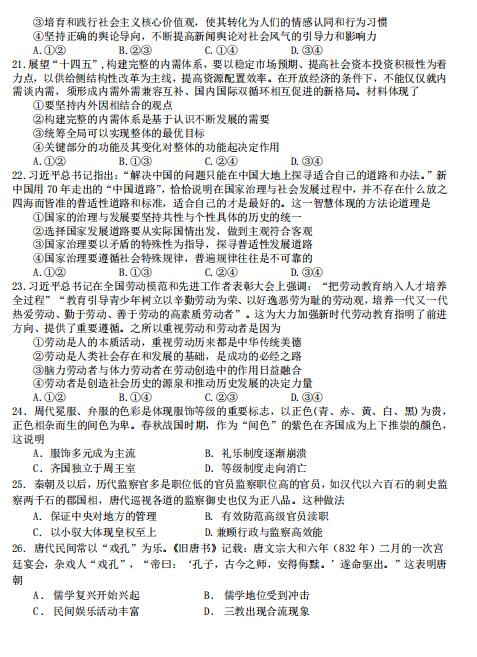 ③培育和践行社会主义核心价值观，使其转化为人们的情感认同和行为习惯
④坚持正确的舆论导向，不断提高新闻舆论对社会风气的引导力和影响力
A.①② B.②③ C.①④ D.③④
21.展望“十四五”,构建完整的内需体系，要以稳定市场预期、提高社会资本投资积极性为着
力点，以供给侧结构性改革为主线，提高资源配置效率。在开放经济的条件下，不能仅仅就内
需谈内需，须形成内需外需兼容互补、国内国际双循环相互促进的新格局。材料体现了
①要坚持内外因相结合的观点
②构建完整的内需体系是基于认识不断发展的需要
③统筹全局可以实现整体的最优目标
④关键部分的功能及其变化对整体的功能起决定作用
A.①② B.①③ C.②④ D.③④
22.习近平总书记指出：“解决中国的问题只能在中国大地上探寻适合自己的道路和办法。”新
中国用 70 年走出的“中国道路”，恰恰说明在国家治理与社会发展过程中，并不存在什么放之
四海而皆准的普适性道路和标准，适合自己的才是最好的。这一智慧体现的方法论道理是
①国家的治理与发展要坚持共性与个性具体的历史的统一
②选择国家发展道路要从实际国情出发，做到主观符合客观
③国家治理要以矛盾的特殊性为指导，探寻普适性发展道路
④国家治理要遵循社会特殊规律，普遍规律往往是不可靠的
A.①② B.①③ C.②④ D.③④
23.习近平总书记在全国劳动模范和先进工作者表彰大会上强调：“把劳动教育纳入人才培养
全过程”“教育引导青少年树立以辛勤劳动为荣、以好逸恶劳为耻的劳动观，培养一代又一代
热爱劳动、勤于劳动、善于劳动的高素质劳动者”。这为大力加强新时代劳动教育指明了前进
方向、提供了重要遵循。之所以重视劳动和劳动者是因为
①劳动是人的本质活动，重视劳动历来都是中华传统美德
②劳动是人类社会存在和发展的基础，是成功的必经之路
③脑力劳动者与体力劳动者在劳动创造中的作用日益融合
④劳动者是创造社会历史的源泉和推动历史发展的决定力量
A.①② B.①④ C.②③ D.③④
24. 周代冕服、弁服的色彩是体现服饰等级的重要标志，以正色(青、赤、黄、白、黑)为贵，
正色相杂而生的间色为卑。春秋战国时期，作为“间色”的紫色在齐国成为上下推崇的颜色，
这说明
A．服饰多元成为主流 B．礼乐制度逐渐崩溃
C．齐国独立于周王室 D．等级制度走向消亡
25. 秦朝及以后，历代监察官多是职位低的官员监察职位高的官员，如汉代以六百石的刺史监
察两千石的郡国相，唐代巡视各道的监察御史也仅为正八品。这种做法
A. 保证中央对地方的管理 B. 有效防范高级官员渎职
C. 以小驭大体现皇权至上 D.兼顾行政与监察高效能
26. 唐代民间常以“戏孔”为乐。《旧唐书》记载：唐文宗大和六年（832 年）二月的一次宫
廷宴会，杂戏人“戏孔”，“帝曰：‘孔子，古今之师，安得侮黩。’遂命驱出。”这表明唐
朝
A． 儒学复兴开始兴起 B． 儒学地位受到冲击
C． 民间娱乐活动丰富 D． 三教出现合流现象